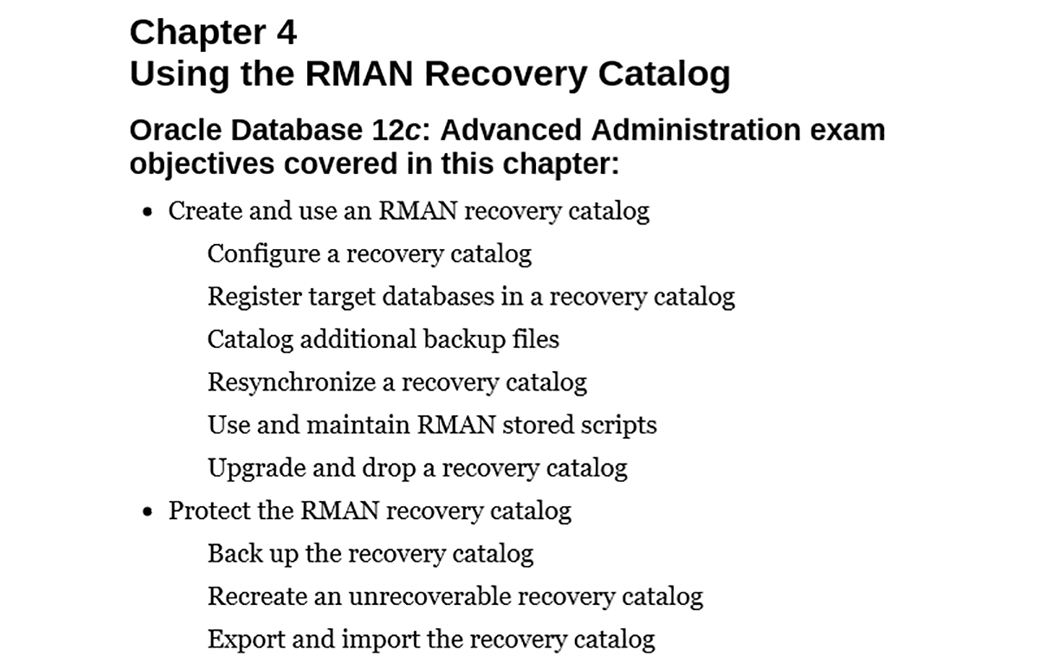 Chapter 4
Using the RMAN Recovery Catalog
Oracle Database 12c: Advanced Administration exam
objectives covered in this chapter:
• Create and use an RMAN recovery catalog
Configure a recovery catalog
Register target databases in a recovery catalog
Catalog additional backup files
Resynchronize a recovery catalog
Use and maintain RMAN stored scripts
Upgrade and drop a recovery catalog
• Protect the RMAN recovery catalog
Back up the recovery catalog
Recreate an unrecoverable recovery catalog
Export and import the recovery catalog